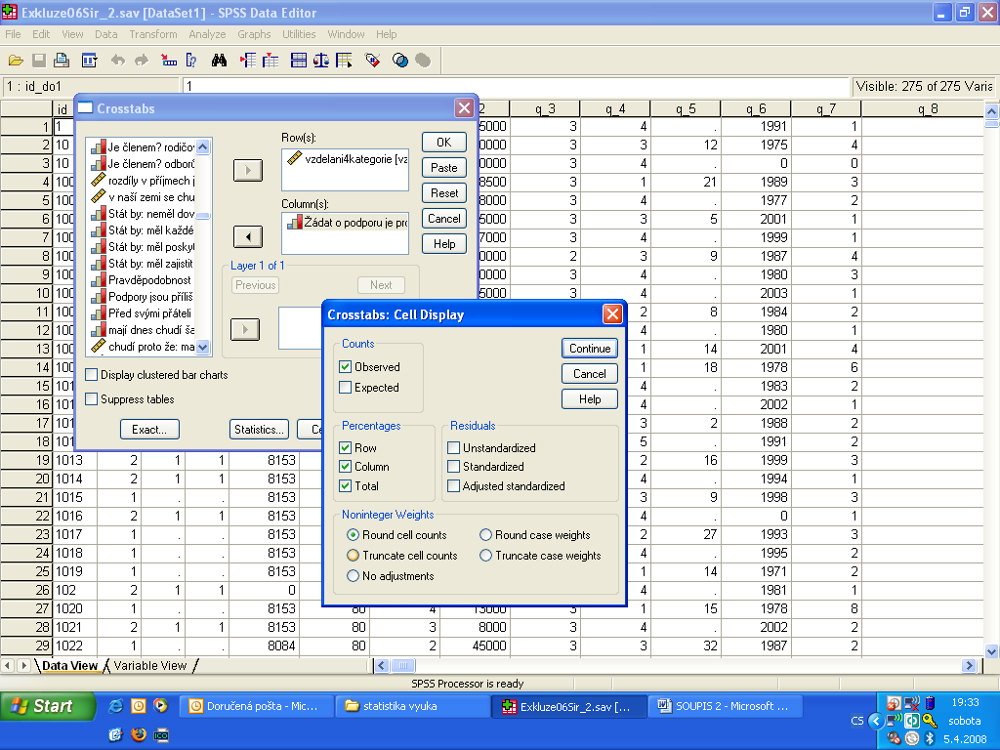 Exkluze06Sir_2.sav [DataSet1] - SPSS Data Editor
File Edit View Data Transform Analyze Graphs Utilities Window Help
1 : id_do1 1 Visible: 275 of 275 Varia
id 2 q_3 q_4 q_5 q_6 q_7 q_8
1 1 5000 3 4 . 1991 1
2 10 0000 3 3 12 1975 4
3 10 0 3 4 . 0 0
4 100 8500 3 1 21 1989 3
5 100 8000 3 4 . 1977 2
6 100 3 3 5 2001 1
7 100 7000 3 4 . 1999 1
8 100 0000 2 3 9 1987 4
9 100 0000 3 4 . 1980 3
10 100 5000 3 4 . 2003 1
11 100 2 8 1984 2
12 100 4 . 1980 1
13 100 1 14 2001 4
14 100 1 18 1978 6
15 101 4 . 1983 2
16 101 4 . 2002 1
17 101 3 2 1988 2
18 101 5 . 1991 2
19 1013 2 1 1 8153 2 16 1999 3
20 1014 2 1 1 8153 4 . 1994 1
21 1015 1 . . 8153 3 9 1998 3
22 1016 2 1 1 8153 4 . 0 1
23 1017 1 . . 8153 2 27 1993 3
24 1018 1 . . 8153 4 . 1995 2
25 1019 1 . . 8153 1 14 1971 2
26 102 2 1 1 0 4 . 1981 1
27 1020 1 . . 8153 80 4 13000 3 1 15 1978 8
28 1021 2 1 1 8153 80 3 8000 3 4 . 2002 2
29 1022 1 . . 8084 80 2 45000 3 3 32 1987 2
Crosstabs
Je členem? rodičov
Je členem? odborů
rozdíly v příjmech j
v naší zemi se chu
Stát by: neměl dov
Stát by: měl každé
Stát by: měl poskyt
Stát by: měl zajistit
Pravděpodobnost
Podpory jsou příliš
Před svými přáteli
mají dnes chudí ša
chudí proto že: ma
Row(s):
vzdelani4kategorie [vz
Column(s):
Žádat o podporu je pro
Layer 1 of 1
Previous Next
OK
Paste
Reset
Cancel
Help
Display clustered bar charts
Suppress tables
Exact... Statistics... Ce
Crosstabs: Cell Display
Counts
Observed
Expected
Continue
Cancel
Help
Percentages
Row
Column
Total
Residuals
Unstandardized
Standardized
Adjusted standardized
Noninteger Weights
Round cell counts Round case weights
Truncate cell counts Truncate case weights
No adjustments
Data View Variable View
SPSS Processor is ready
Start
Doručená pošta - Mic...
statistika vyuka
Exkluze06Sir_2.sav [...
SOUPIS 2 - Microsoft ...
CS
19:33
sobota
5.4.2008